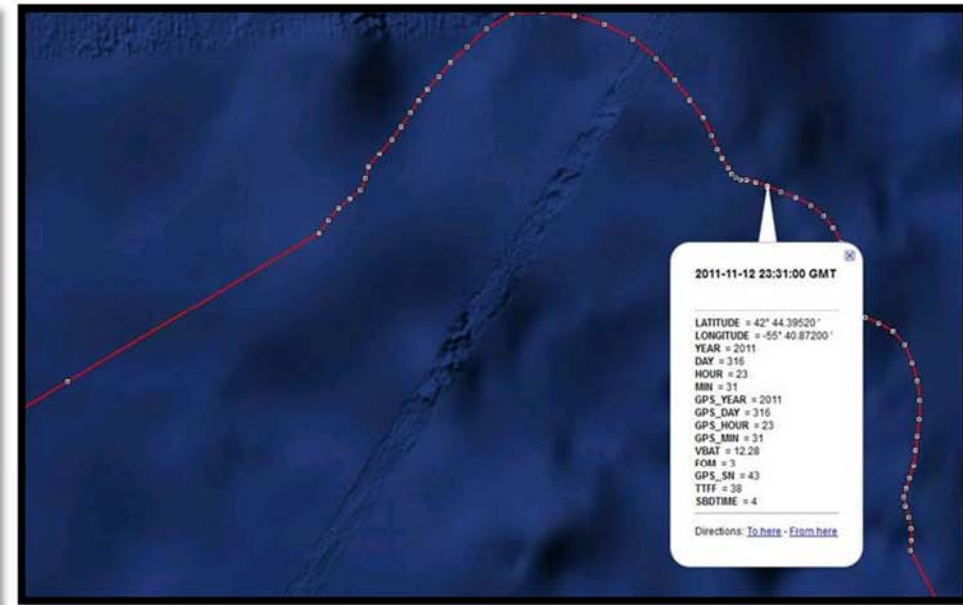 2011-11-12 23:31:00 GMT
LATITUDE = 42° 44.39520 '
LONGITUDE = -55° 40.87200 '
YEAR = 2011
DAY = 316
HOUR = 23
MIN = 31
GPS_YEAR = 2011
GPS_DAY = 316
GPS_HOUR = 23
GPS_MIN = 31
VBAT = 12.28
FOM = 3
GPS_SN = 43
TTFF = 38
SBDTIME = 4
Directions: To here - From here